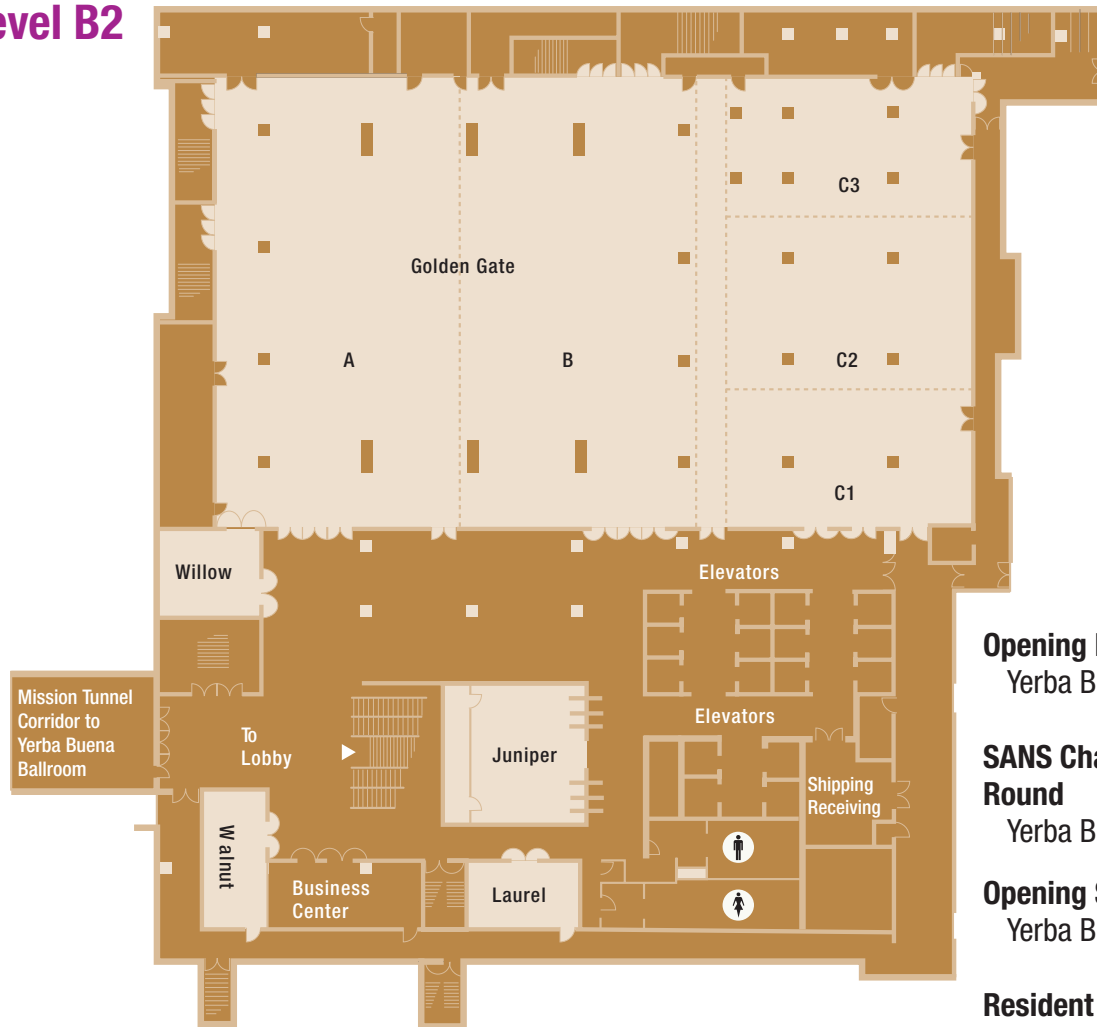 evel B2
C3
Golden Gate
A
B
C2
C1
Willow
Elevators
Mission Tunnel
Corridor to
Yerba Buena
Ballroom
To
Lobby
Elevators
Juniper
Shipping
Receiving
Walnut
Business
Center
Laurel
Opening
Yerba B
SANS Cha
Round
Yerba B
Opening S
Yerba B
Resident